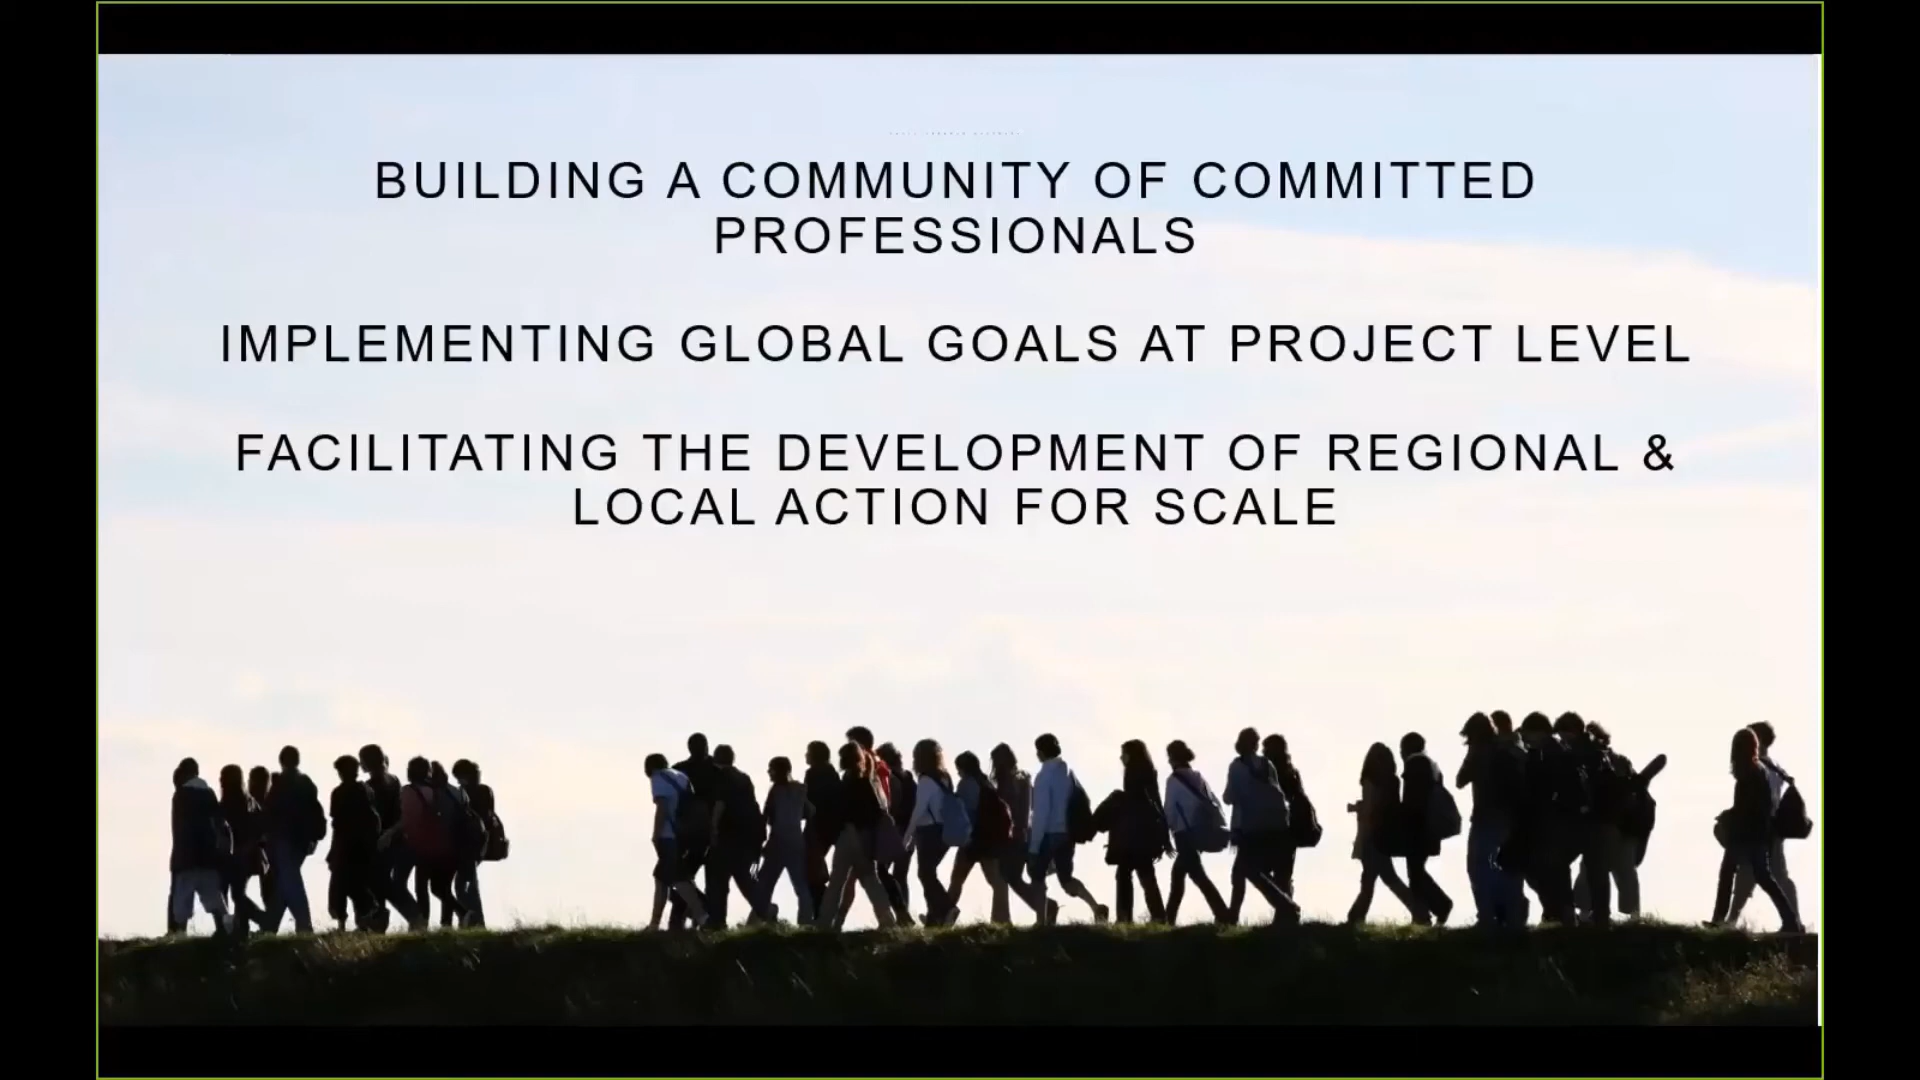 BUILDING A COMMUNITY OF COMMITTED
PROFESSIONALS
IMPLEMENTING GLOBAL GOALS AT PROJECT LEVEL
FACILITATING THE DEVELOPMENT OF REGIONAL &
LOCAL ACTION FOR SCALE